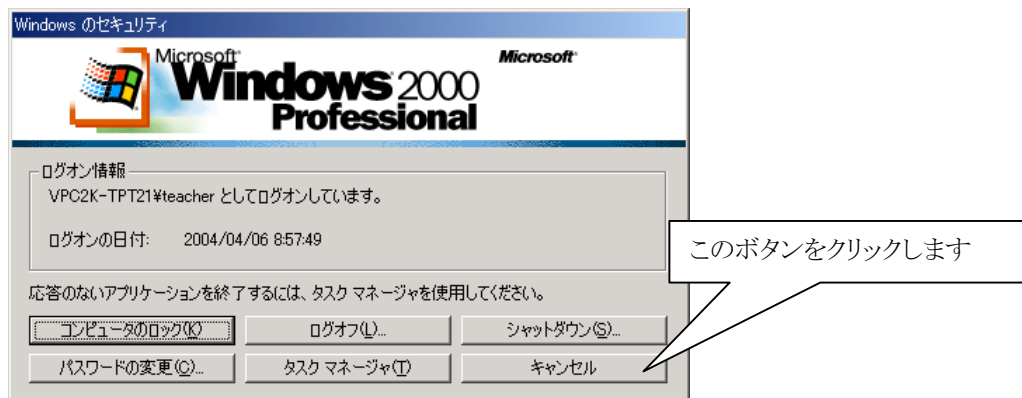 Windows のセキュリティ
Microsoft
Windows 2000
Professional
Microsoft
ログオン情報
VPC2K-TPT21¥teacher としてログオンしています。
ログオンの日付: 2004/04/06 8:57:49
このボタンをクリックします
応答のないアプリケーションを終了するには、タスク マネージャを使用してください。
コンピュータのロック(K) ログオフ(L)... シャットダウン(S)...
パスワードの変更(C)... タスク マネージャ(T) キャンセル